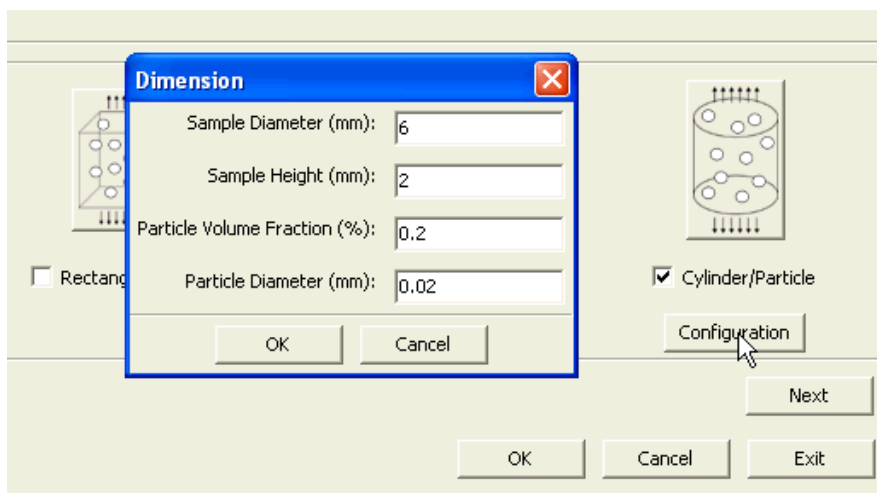 Dimension
Sample Diameter (mm): 6
Sample Height (mm): 2
Particle Volume Fraction (%): 0.2
Particle Diameter (mm): 0.02
OK Cancel
Cylinder/Particle
Configuration
Next
OK Cancel Exit